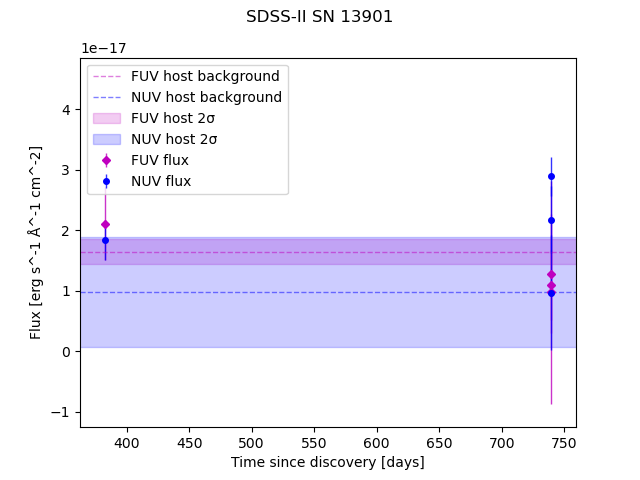 SDSS-II SN 13901
1e−17
FUV host background
NUV host background
FUV host 2σ
NUV host 2σ
FUV flux
NUV flux
4
3
2
1
0
−1
Flux [erg s^-1 Å^-1 cm^-2]
400 450 500 550 600 650 700 750
Time since discovery [days]